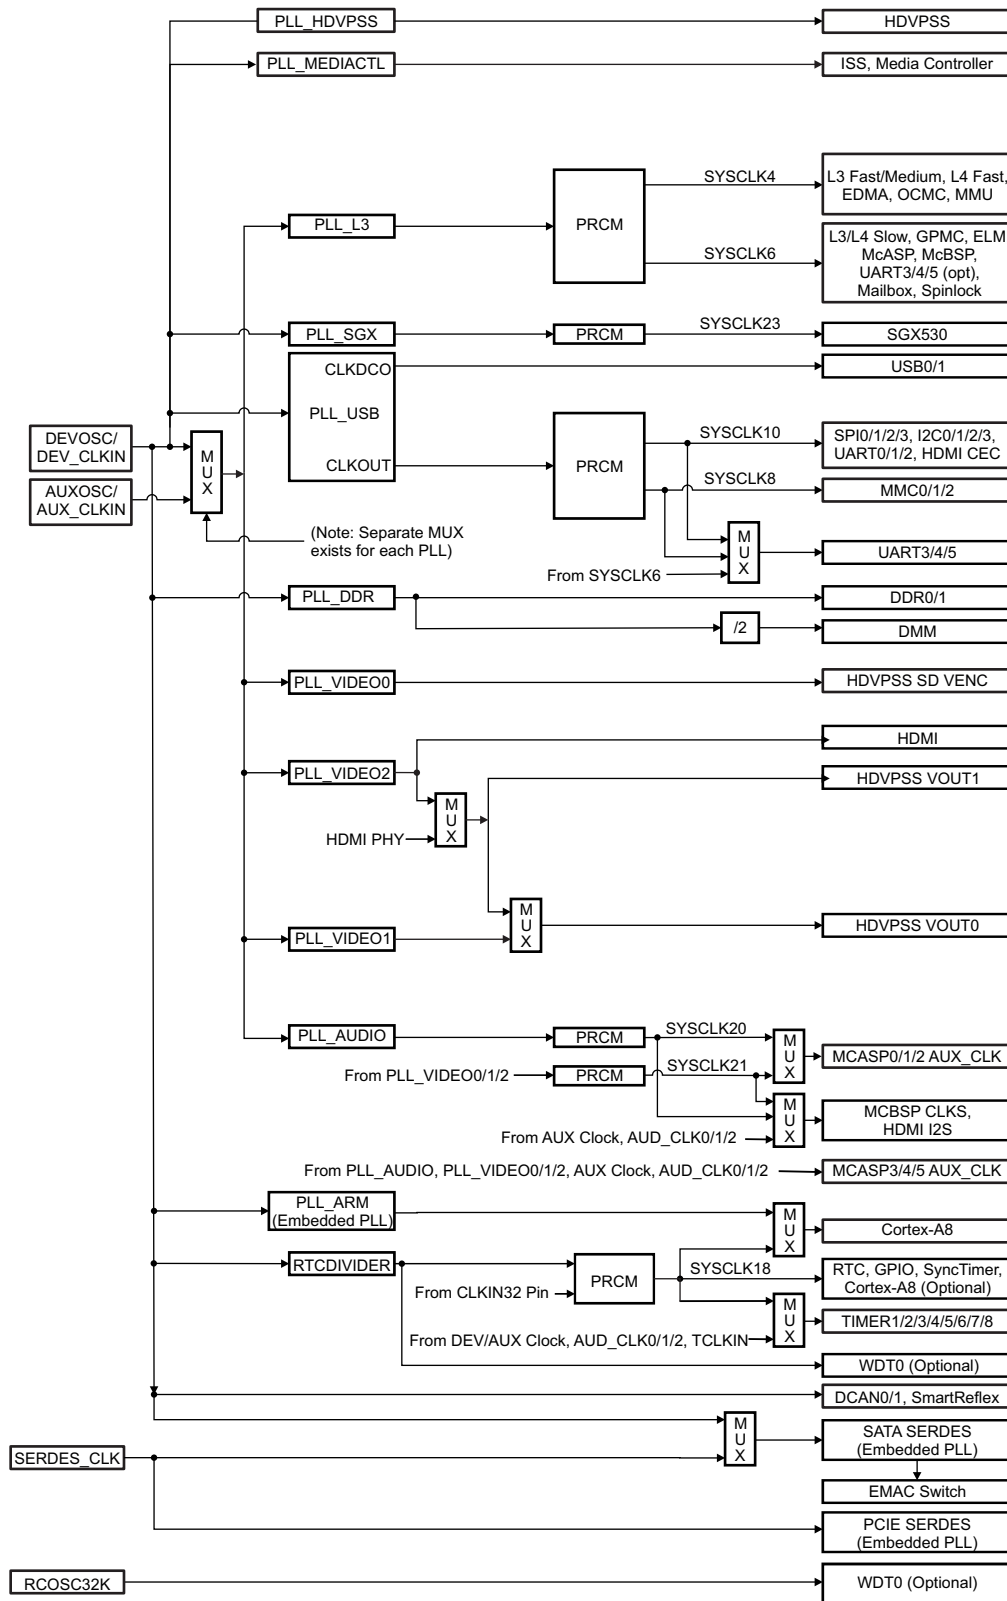 PLL_HDVPSS
HDVPSS
PLL_MEDIACTL
ISS, Media Controller
SYSCLK4
L3 Fast/Medium, L4 Fast,
EDMA, OCMC, MMU
PLL_L3
PRCM
SYSCLK6
L3/L4 Slow, GPMC, ELM
McASP, McBSP,
UART3/4/5 (opt),
Mailbox, Spinlock
PLL_SGX
PRCM
SYSCLK23
SGX530
CLKDCO
USB0/1
PLL_USB
CLKOUT
DEVOSC/
DEV_CLKIN
AUXOSC/
AUX_CLKIN
M
U
X
(Note: Separate MUX
exists for each PLL)
PRCM
SYSCLK10
SPI0/1/2/3, I2C0/1/2/3,
UART0/1/2, HDMI CEC
SYSCLK8
MMC0/1/2
M
U
X
UART3/4/5
From SYSCLK6
PLL_DDR
DDR0/1
/2
DMM
PLL_VIDEO0
HDVPSS SD VENC
HDMI
PLL_VIDEO2
HDVPSS VOUT1
M
U
X
HDMI PHY
M
U
X
HDVPSS VOUT0
PLL_VIDEO1
PLL_AUDIO
PRCM
SYSCLK20
M
U
X
MCASP0/1/2 AUX_CLK
From PLL_VIDEO0/1/2
PRCM
SYSCLK21
M
U
X
MCBSP CLKS,
HDMI I2S
From AUX Clock, AUD_CLK0/1/2
From PLL_AUDIO, PLL_VIDEO0/1/2, AUX Clock, AUD_CLK0/1/2
MCASP3/4/5 AUX_CLK
PLL_ARM
(Embedded PLL)
M
U
X
Cortex-A8
RTCDIVIDER
PRCM
SYSCLK18
RTC, GPIO, SyncTimer,
Cortex-A8 (Optional)
From CLKIN32 Pin
M
U
X
TIMER1/2/3/4/5/6/7/8
From DEV/AUX Clock, AUD_CLK0/1/2, TCLKIN
WDT0 (Optional)
DCAN0/1, SmartReflex
M
U
X
SATA SERDES
(Embedded PLL)
SERDES_CLK
EMAC Switch
PCIE SERDES
(Embedded PLL)
RCOSC32K
WDT0 (Optional)